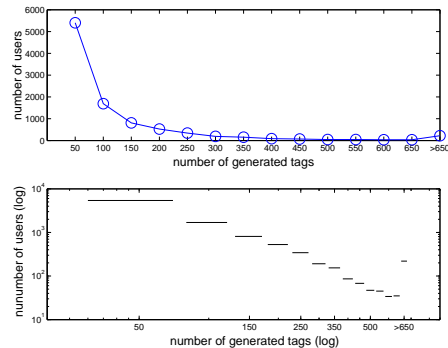 6000
5000
4000
3000
2000
1000
0
number of users
50 100 150 200 250 300 350 400 450 500 550 600 650 >650
number of generated tags
10^4
10^3
10^2
10^1
nunumber of users (log)
50 150 250 350 500 >650
number of generated tags (log)